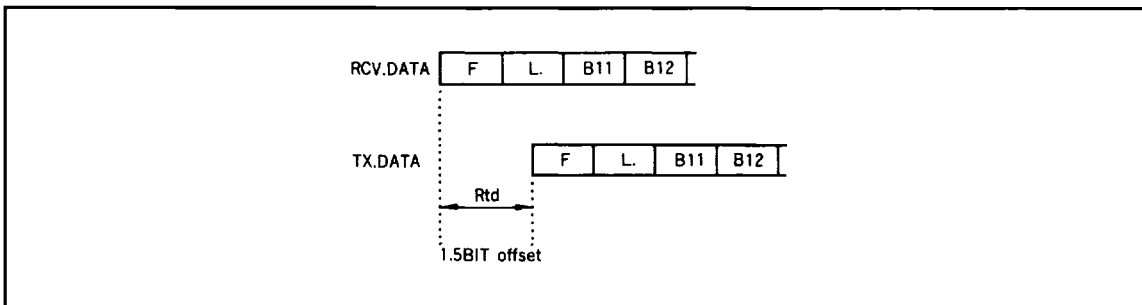 RCV.DATA F L. B11 B12
TX.DATA F L. B11 B12
Rtd
1.5BIT offset